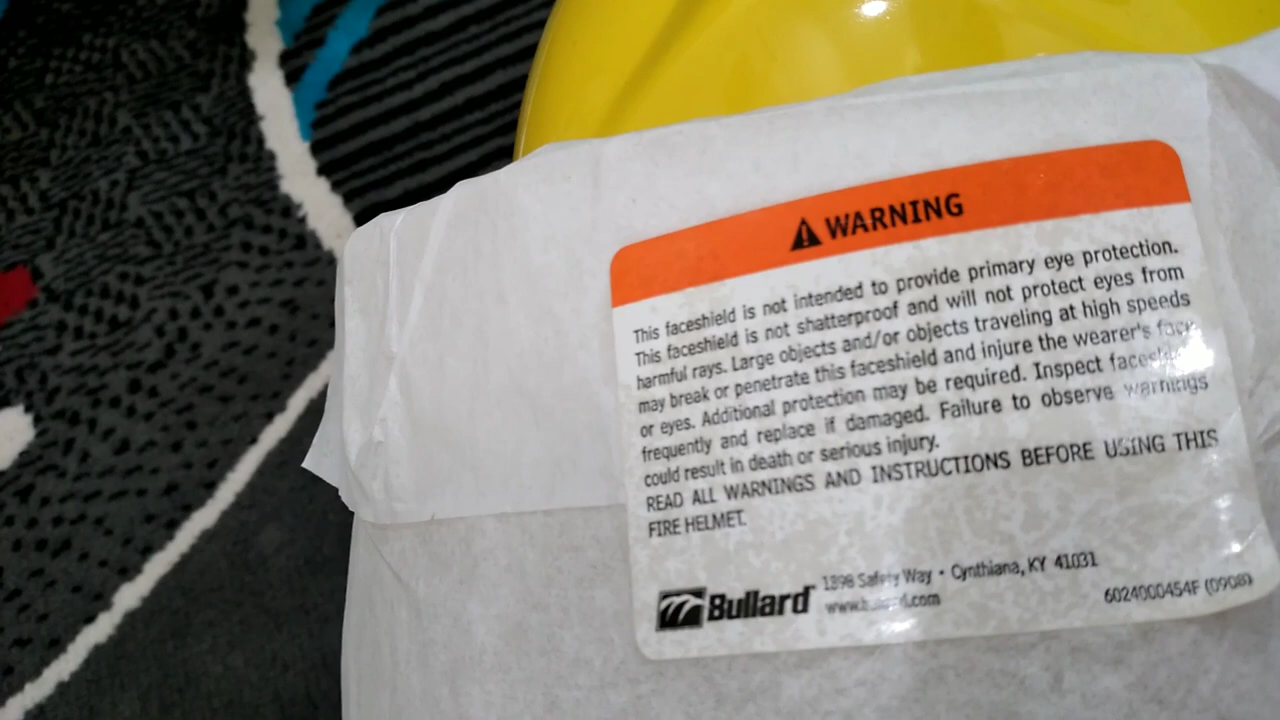 WARNING
This faceshield is not intended to provide primary eye protection.
This faceshield is not shatterproof and will not protect eyes from
harmful rays. Large objects and/or objects traveling at high speeds
may break or penetrate this faceshield and injure the wearer's face
or eyes. Additional protection may be required. Inspect
frequently and replace if damaged. Failure to observe warnings
could result in death or serious injury.
READ ALL WARNINGS AND INSTRUCTIONS BEFORE USING THIS
FIRE HELMET.
Bullard
1898 Safety Way • Cynthiana, KY 41031
6024000454F (0908)